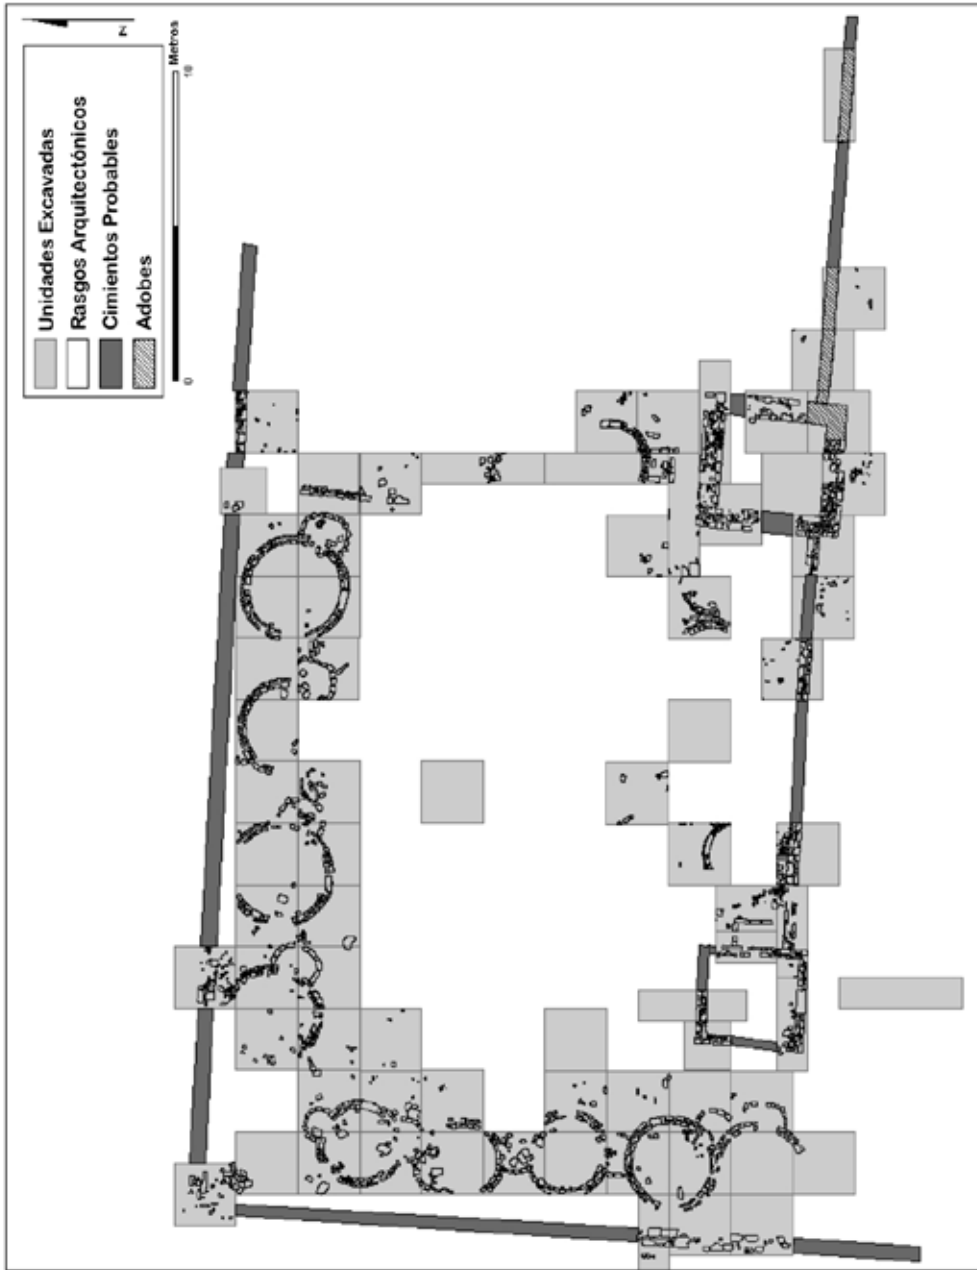 N
Unidades Excavadas
Rasgos Arquitectónicos
Cimientos Probables
Adobes
Metros
0 10